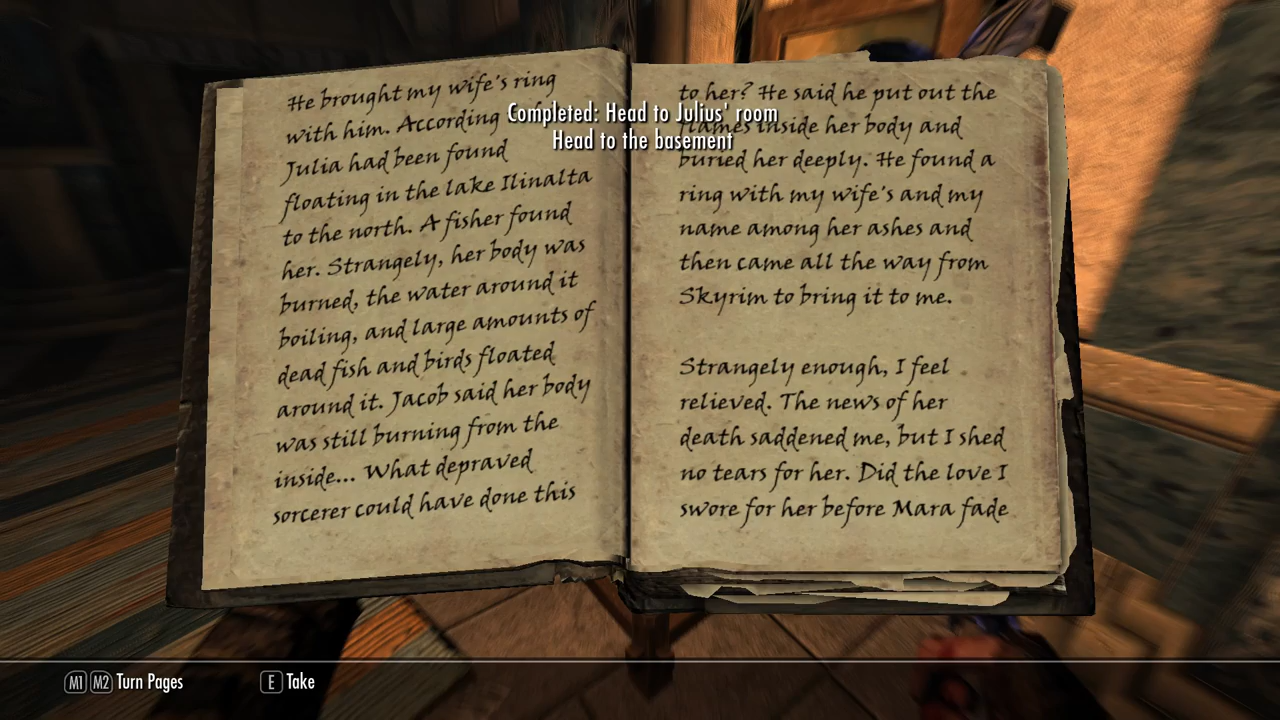 He brought my wife's ring
with him. According
Julia had been found
floating in the lake Ilinalta
to the north. A fisher found
her. Strangely, her body was
burned, the water around it
boiling, and large amounts of
dead fish and birds floated
around it. Jacob said her body
was still burning from the
inside... What depraved
sorcerer could have done this
to her? He said he put out the
flames inside her body and
buried her deeply. He found a
ring with my wife's and my
name among her ashes and
then came all the way from
Skyrim to bring it to me.
Strangely enough, I feel
relieved. The news of her
death saddened me, but I shed
no tears for her. Did the love I
swore for her before Mara fade
Completed: Head to Julius' room
Head to the basement
M1 M2 Turn Pages
E Take